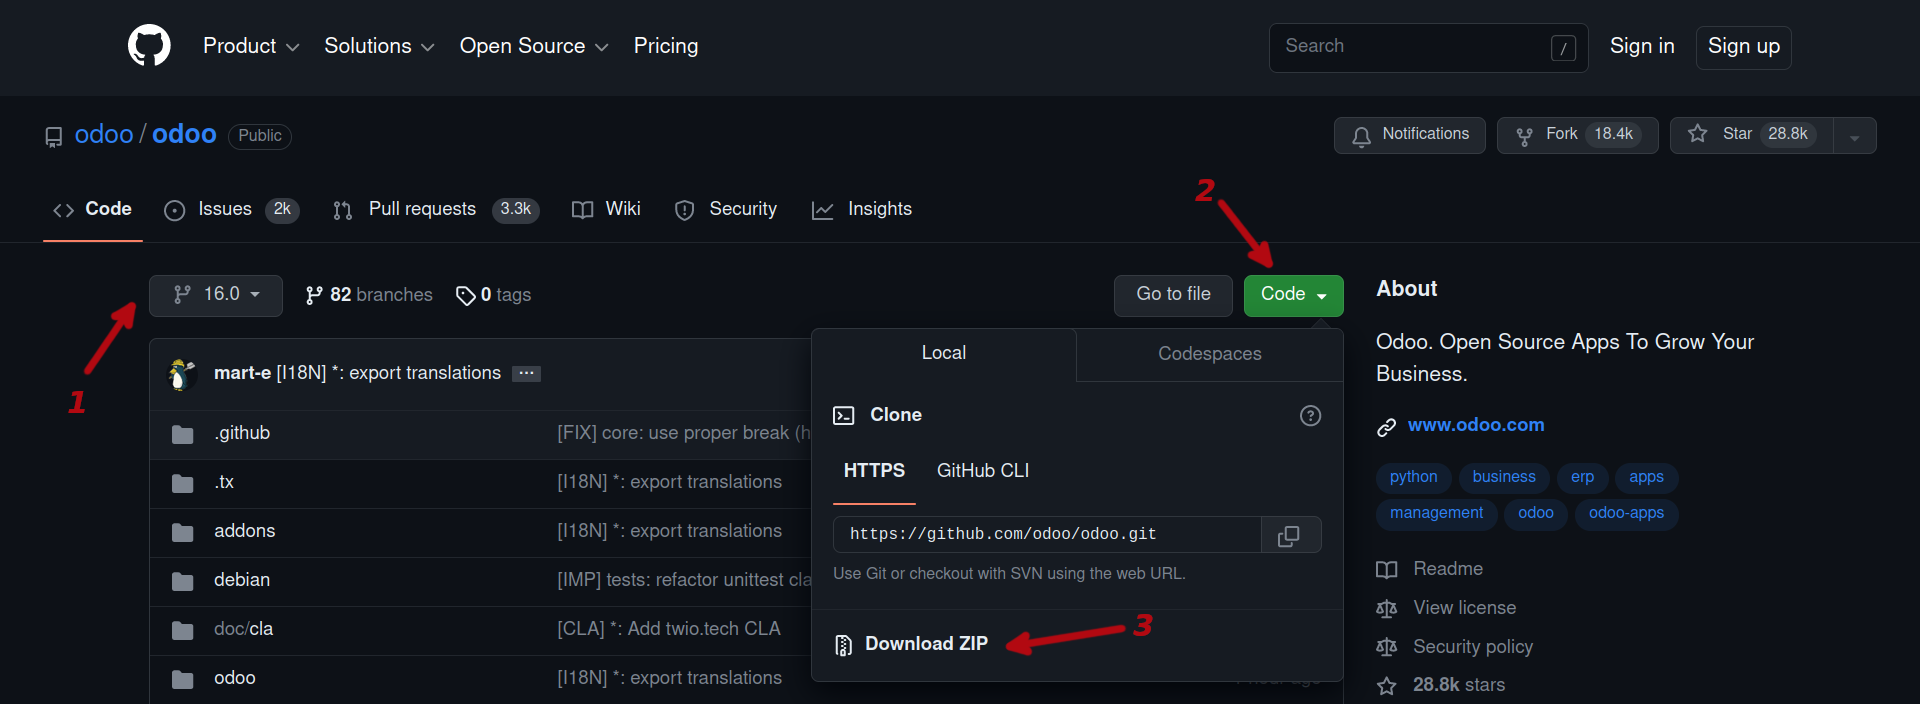 Product Solutions Open Source Pricing Search / Sign in Sign up
odoo / odoo Public Notifications Fork 18.4k Star 28.8k
Code Issues 2k Pull requests 3.3k Wiki Security Insights
2
16.0 82 branches 0 tags Go to file Code
1
mart-e [I18N] *: export translations ...
.github [FIX] core: use proper break (h
.tx [I18N] *: export translations
addons [I18N] *: export translations
debian [IMP] tests: refactor unittest cla
doc/cla [CLA] *: Add twio.tech CLA
odoo [I18N] *: export translations
Local Codespaces
Clone
HTTPS GitHub CLI
https://github.com/odoo/odoo.git
Use Git or checkout with SVN using the web URL.
Download ZIP
3
About
Odoo. Open Source Apps To Grow Your
Business.
www.odoo.com
python business erp apps
management odoo odoo-apps
Readme
View license
Security policy
28.8k stars